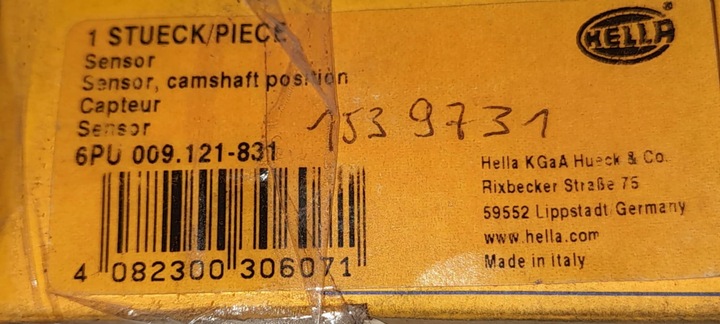 1 STUECK/PIECE
HELLA
®
Sensor
Sensor, camshaft position
Capteur
Sensor
1539731
6PU 009.121-831
4 082300 306071
Hella KGaA Hueck & Co.
Rixbecker Straße 75
59552 Lippstadt/Germany
www.hella.com
Made in Italy